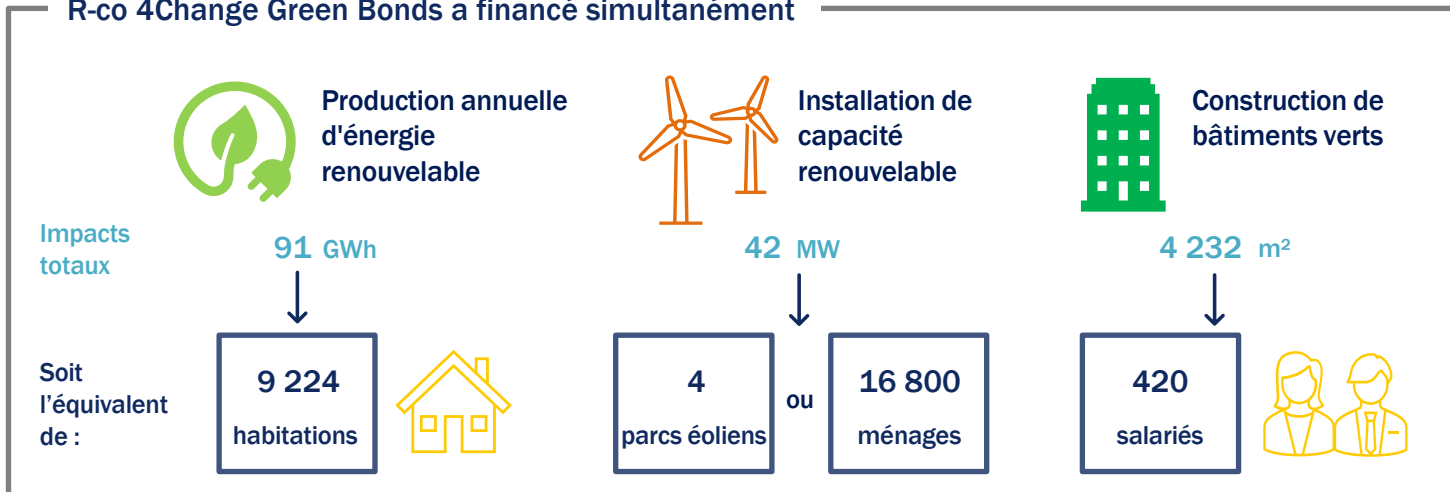 R-co 4Change Green Bonds a financé simultanément
Production annuelle
d'énergie
renouvelable
Installation de
capacité
renouvelable
Construction de
bâtiments verts
Impacts
totaux
91 GWh
42 MW
4 232 m²
Soit
l’équivalent
de :
9 224
habitations
4
parcs éoliens
ou
16 800
ménages
420
salariés